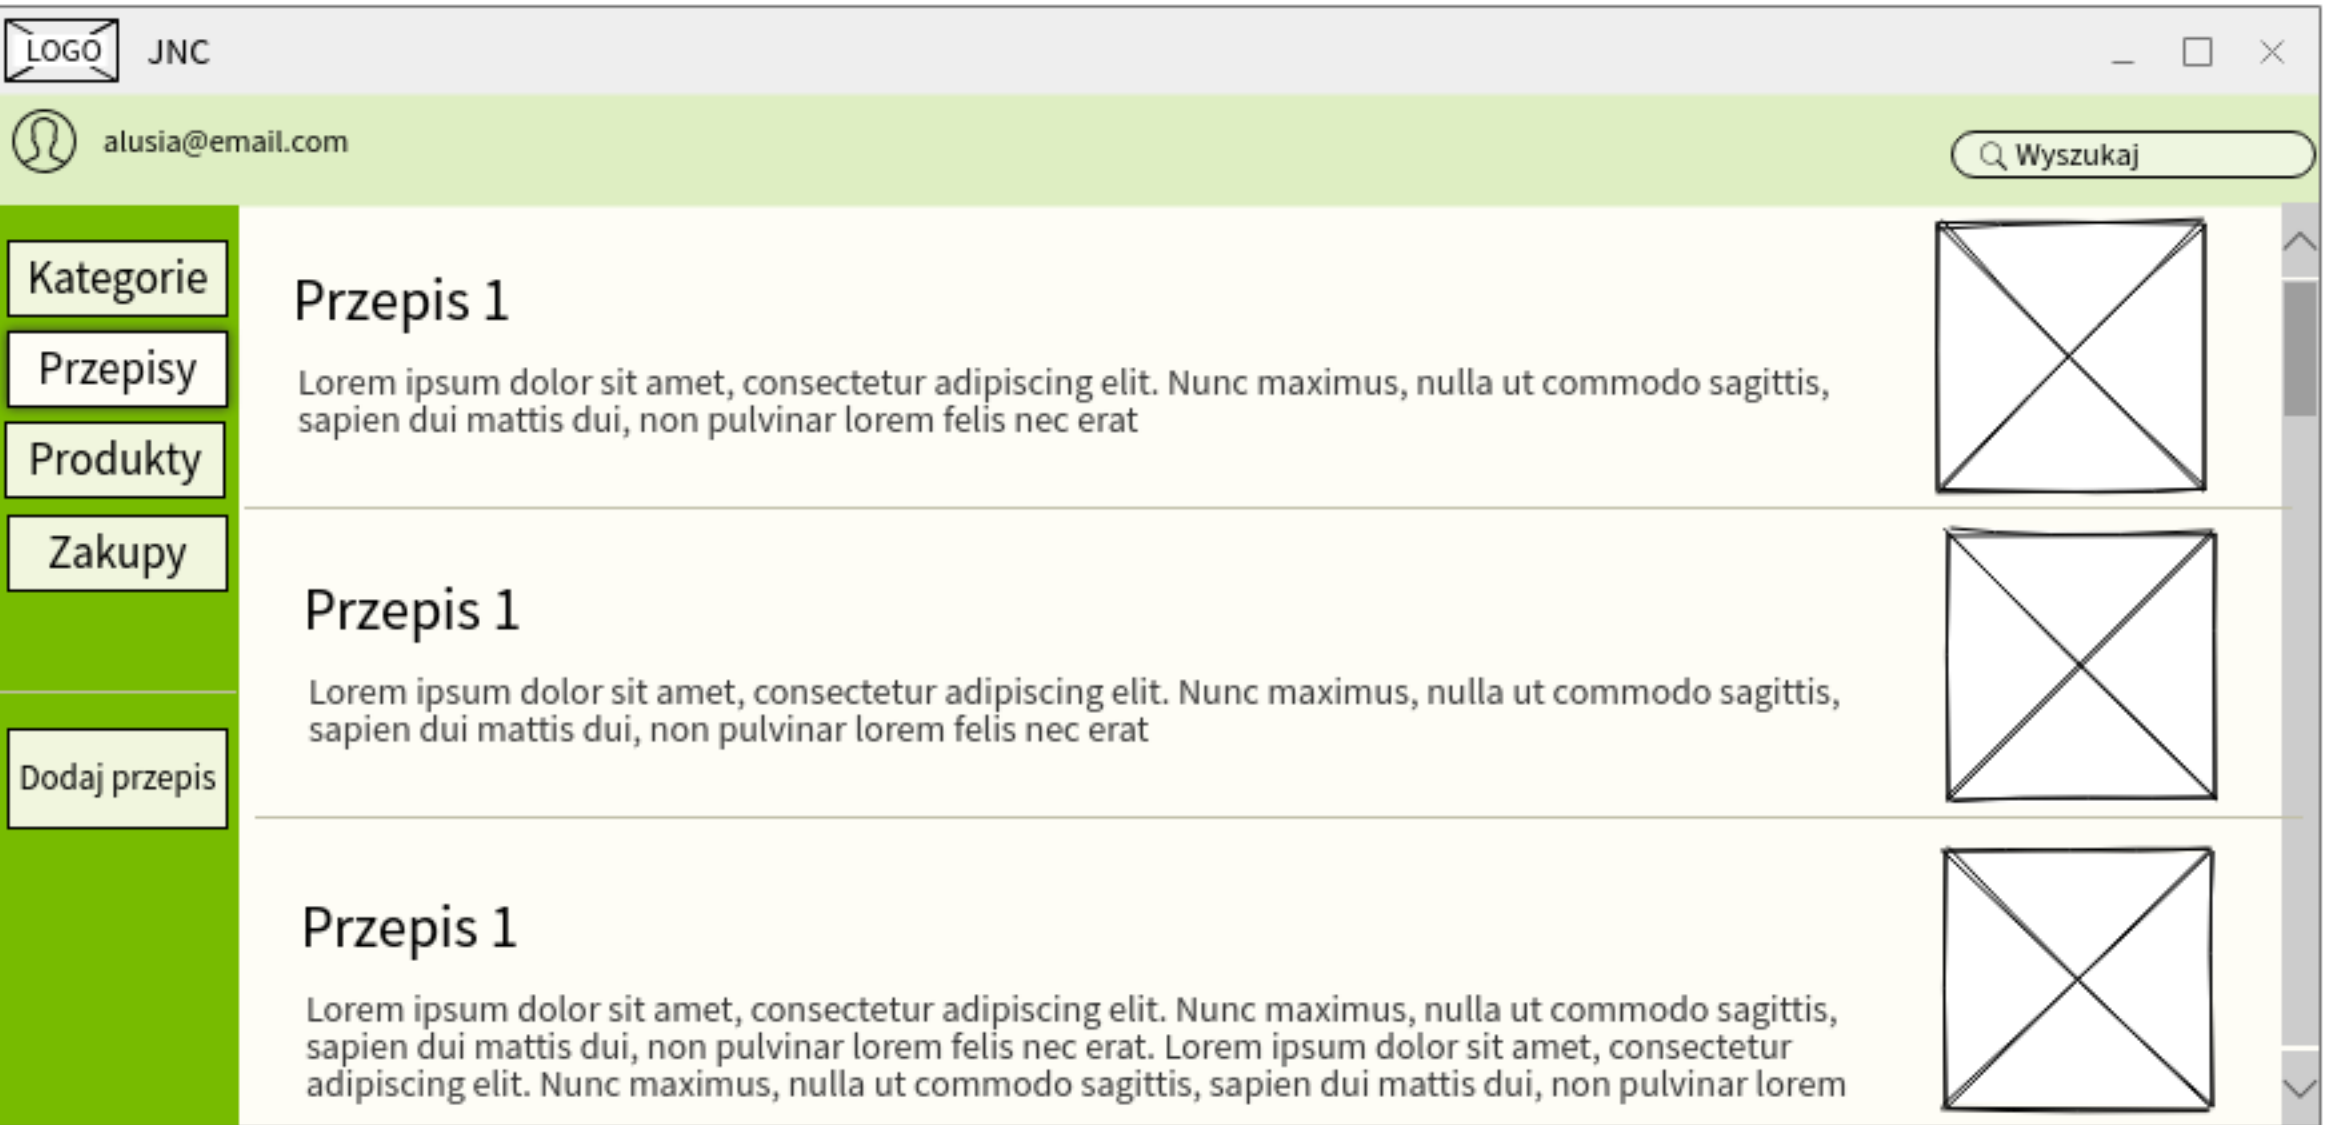 LOGO JNC
alusia@email.com
Wyszukaj
Kategorie
Przepisy
Produkty
Zakupy
Dodaj przepis
Przepis 1
Lorem ipsum dolor sit amet, consectetur adipiscing elit. Nunc maximus, nulla ut commodo sagittis,
sapien dui mattis dui, non pulvinar lorem felis nec erat
Przepis 1
Lorem ipsum dolor sit amet, consectetur adipiscing elit. Nunc maximus, nulla ut commodo sagittis,
sapien dui mattis dui, non pulvinar lorem felis nec erat
Przepis 1
Lorem ipsum dolor sit amet, consectetur adipiscing elit. Nunc maximus, nulla ut commodo sagittis,
sapien dui mattis dui, non pulvinar lorem felis nec erat. Lorem ipsum dolor sit amet, consectetur
adipiscing elit. Nunc maximus, nulla ut commodo sagittis, sapien dui mattis dui, non pulvinar lorem